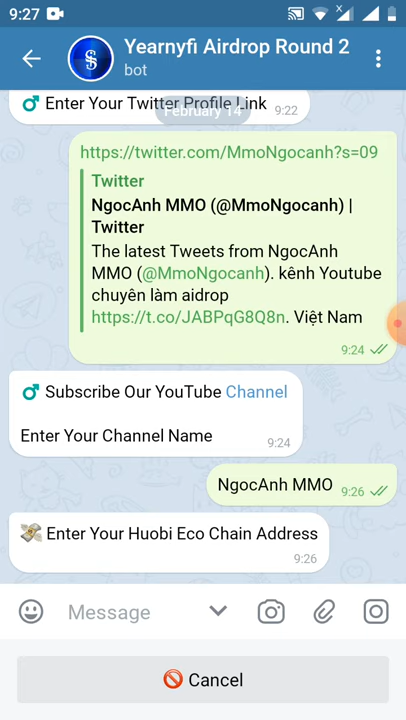 9:27
Yearnyfi Airdrop Round 2
bot
Enter Your Twitter Profile Link
9:22
February 14
https://twitter.com/MmoNgocanh?s=09
Twitter
NgocAnh MMO (@MmoNgocanh) |
Twitter
The latest Tweets from NgocAnh
MMO (@MmoNgocanh). kênh Youtube
chuyên làm aidrop
https://t.co/JABPqG8Q8n. Việt Nam
9:24
Subscribe Our YouTube Channel
Enter Your Channel Name
9:24
NgocAnh MMO
9:26
Enter Your Huobi Eco Chain Address
9:26
Message
Cancel